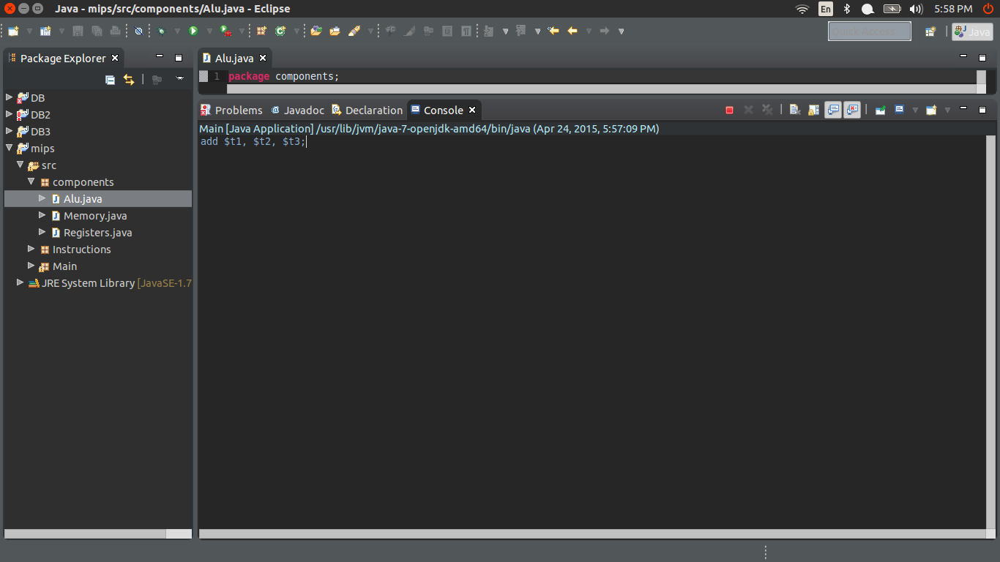 Java - mips/src/components/Alu.java - Eclipse
En
5:58 PM
Quick Access
Java
Package Explorer
DB
DB2
DB3
mips
src
components
Alu.java
Memory.java
Registers.java
Instructions
Main
JRE System Library [JavaSE-1.7
Alu.java
1 package components;
Problems Javadoc Declaration Console
Main [Java Application] /usr/lib/jvm/java-7-openjdk-amd64/bin/java (Apr 24, 2015, 5:57:09 PM)
add $t1, $t2, $t3;